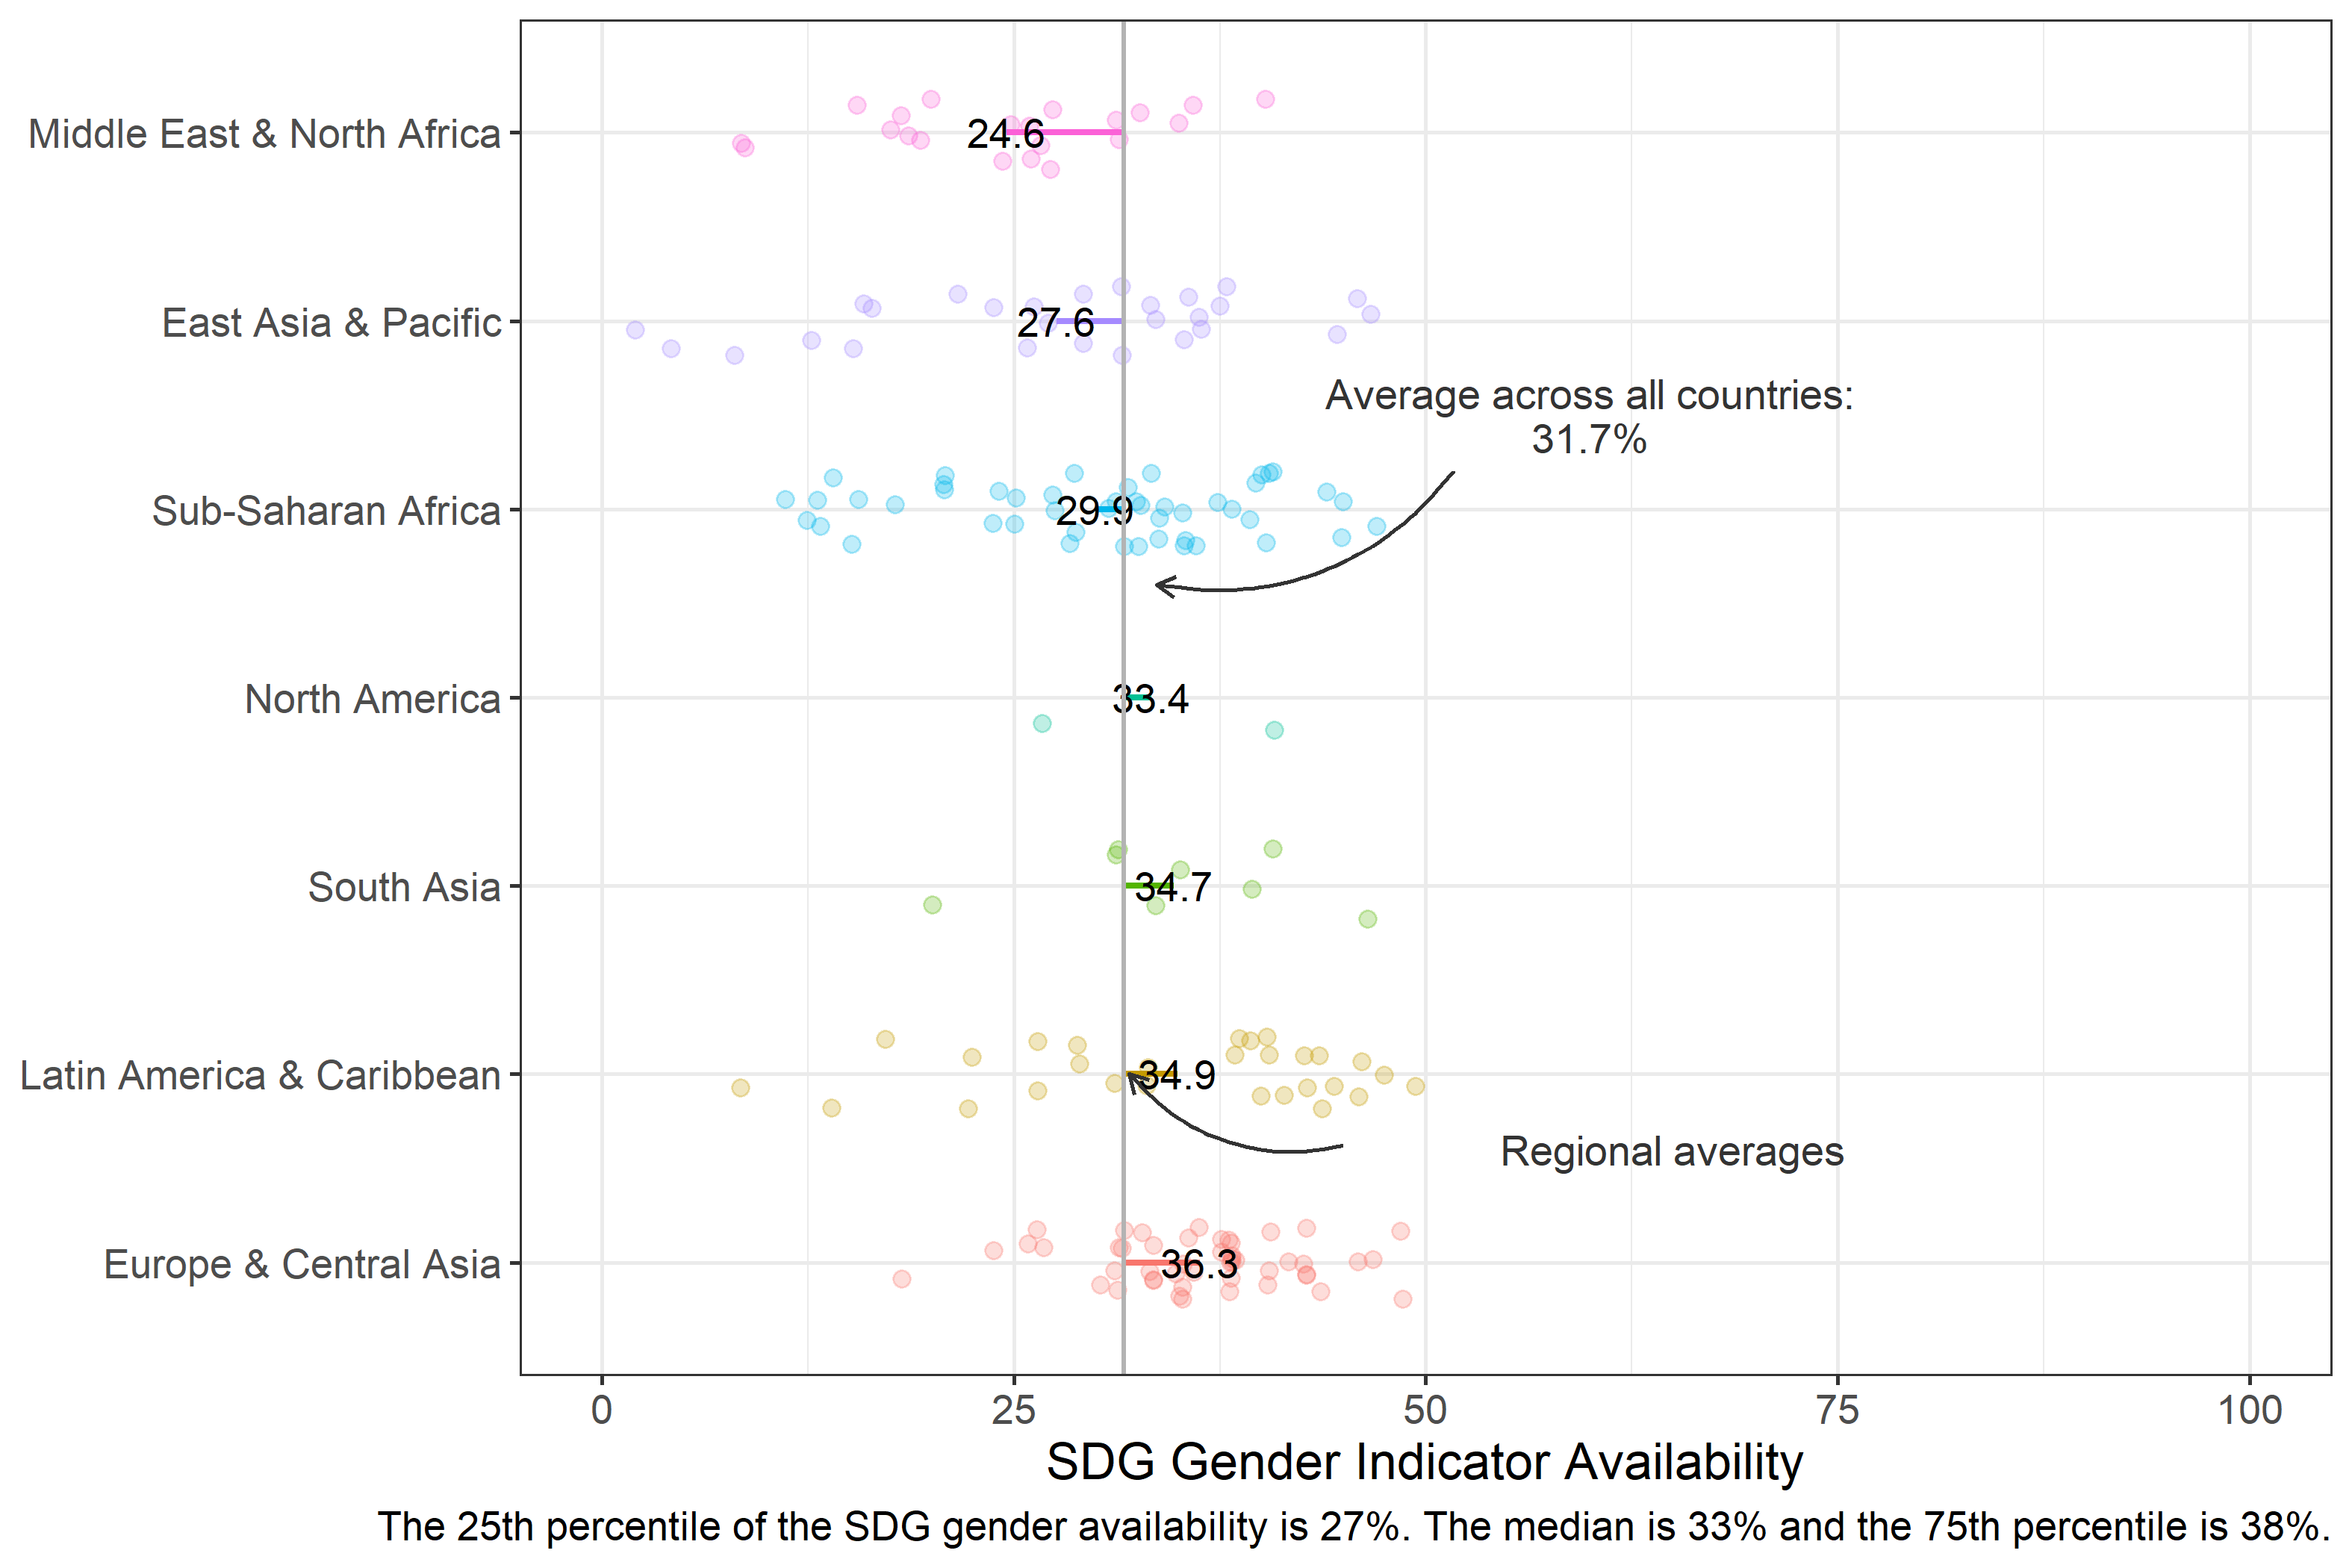 Middle East & North Africa
24.6
East Asia & Pacific
27.6
Average across all countries:
31.7%
Sub-Saharan Africa
29.9
North America
33.4
South Asia
34.7
Latin America & Caribbean
34.9
Regional averages
Europe & Central Asia
36.3
0 25 50 75 100
SDG Gender Indicator Availability
The 25th percentile of the SDG gender availability is 27%. The median is 33% and the 75th percentile is 38%.